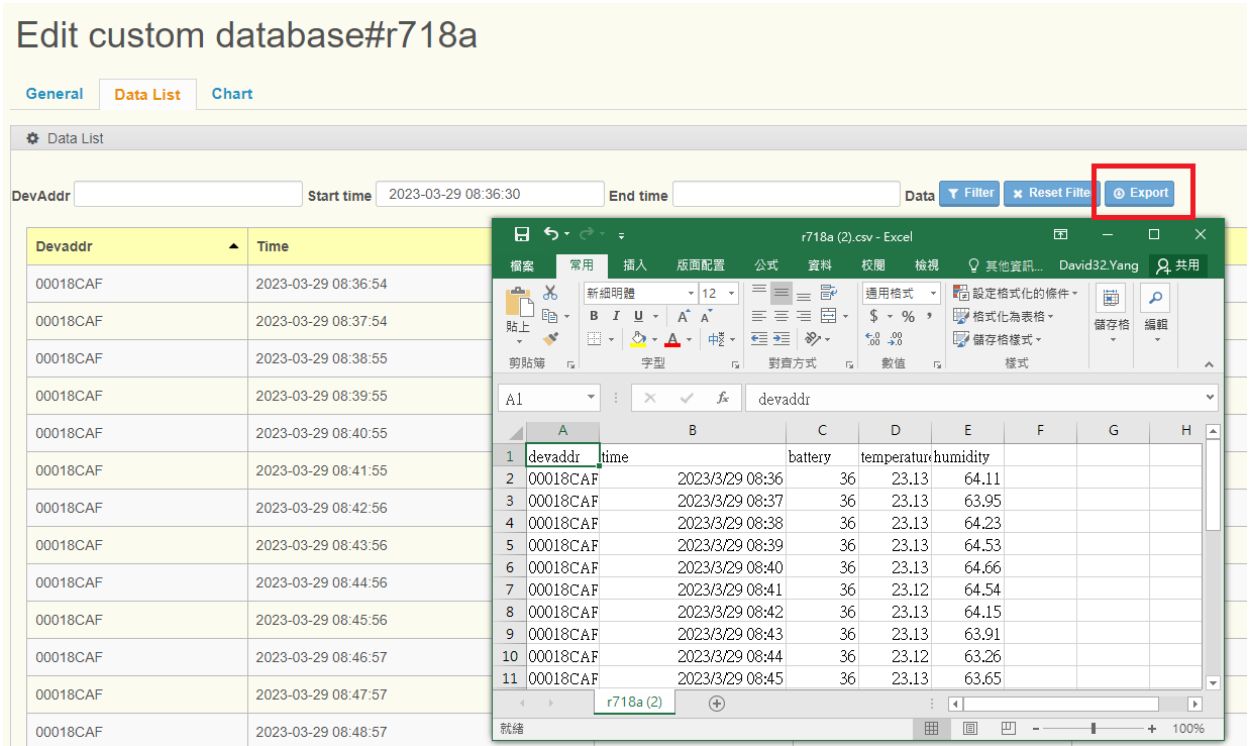 Edit custom database#r718a
General Data List Chart
Data List
DevAddr Start time 2023-03-29 08:36:30 End time Data Filter Reset Filte Export
Devaddr Time
00018CAF 2023-03-29 08:36:54
00018CAF 2023-03-29 08:37:54
00018CAF 2023-03-29 08:38:55
00018CAF 2023-03-29 08:39:55
00018CAF 2023-03-29 08:40:55
00018CAF 2023-03-29 08:41:55
00018CAF 2023-03-29 08:42:56
00018CAF 2023-03-29 08:43:56
00018CAF 2023-03-29 08:44:56
00018CAF 2023-03-29 08:45:56
00018CAF 2023-03-29 08:46:57
00018CAF 2023-03-29 08:47:57
00018CAF 2023-03-29 08:48:57
r718a (2).csv - Excel
檔案 常用 插入 版面配置 公式 資料 校閱 檢視 其他資訊... David32.Yang 共用
貼上 新細明體 12 通用格式 設定格式化的條件
B I U A A 中 $ % , 格式化為表格 儲存格 編輯
A .00 .0 儲存格樣式
剪貼簿 字型 對齊方式 數值 樣式
A1 fx devaddr
A B C D E F G H
1 devaddr time battery temperature humidity
2 00018CAF 2023/3/29 08:36 36 23.13 64.11
3 00018CAF 2023/3/29 08:37 36 23.13 63.95
4 00018CAF 2023/3/29 08:38 36 23.13 64.23
5 00018CAF 2023/3/29 08:39 36 23.13 64.53
6 00018CAF 2023/3/29 08:40 36 23.13 64.66
7 00018CAF 2023/3/29 08:41 36 23.12 64.54
8 00018CAF 2023/3/29 08:42 36 23.13 64.15
9 00018CAF 2023/3/29 08:43 36 23.13 63.91
10 00018CAF 2023/3/29 08:44 36 23.12 63.26
11 00018CAF 2023/3/29 08:45 36 23.13 63.65
r718a (2)
就緒 100%